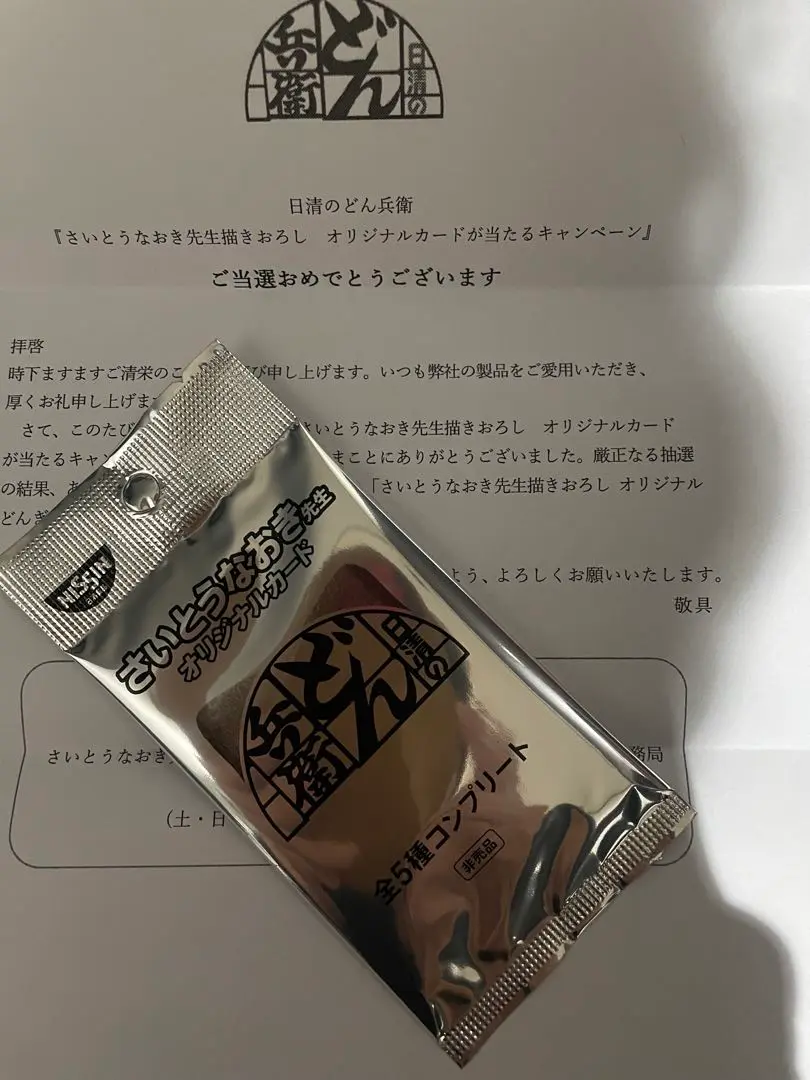 日清の
どん
兵衛
日清のどん兵衛
『さいとうなおき先生描きおろし　オリジナルカードが当たるキャンペーン』
ご当選おめでとうございます
拝啓
時下ますますご清栄のこ び申し上げます。いつも弊社の製品をご愛用いただき、
厚くお礼申し上げま
さて、このたび さいとうなおき先生描きおろし　オリジナルカード
が当たるキャン まことにありがとうございました。厳正なる抽選
の結果、あ 「さいとうなおき先生描きおろし オリジナル
どんぎ
よう、よろしくお願いいたします。
敬具
さいとうなおき 務局
(土・日
NISSIN
さいとうなおき先生
オリジナルカード
日清の
どん
兵衛
全5種コンプリート
非売品